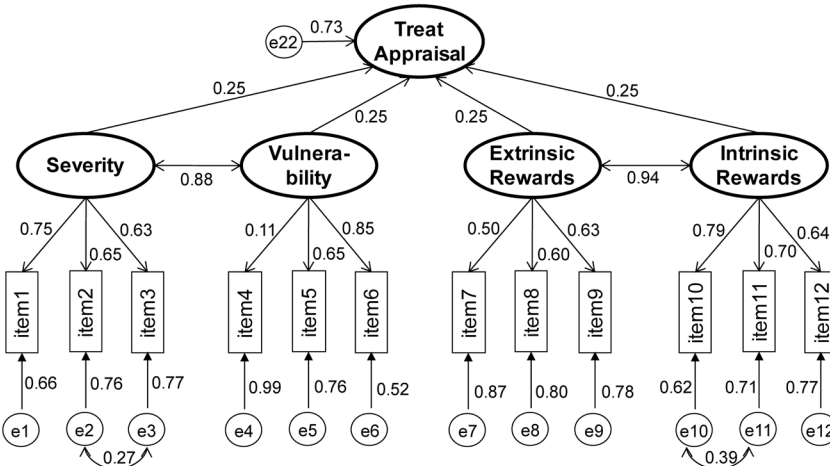 Treat
Appraisal
e22
0.73
0.25
0.25
0.25
0.25
Severity
0.88
Vulnera-
bility
Extrinsic
Rewards
0.94
Intrinsic
Rewards
0.75
0.65
0.63
0.11
0.65
0.85
0.50
0.60
0.63
0.79
0.70
0.64
item1
item2
item3
item4
item5
item6
item7
item8
item9
item10
item11
item12
0.66
0.76
0.77
0.99
0.76
0.52
0.87
0.80
0.78
0.62
0.71
0.77
e1
e2
e3
e4
e5
e6
e7
e8
e9
e10
e11
e12
0.27
0.39